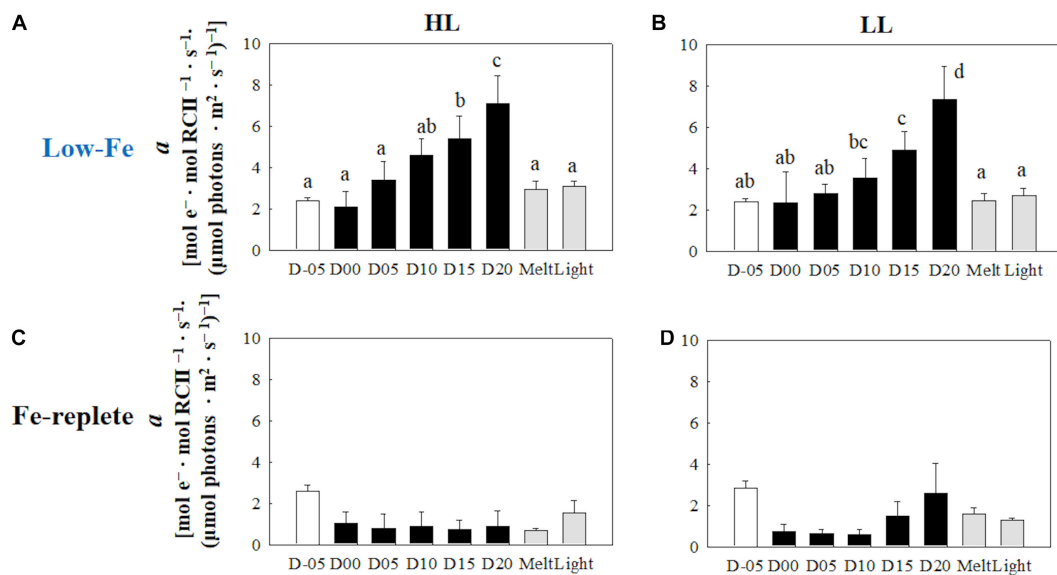 A
HL
B
LL
Low-Fe
a
[mol e⁻ · mol RCII ⁻¹ · s⁻¹·
(µmol photons · m² · s⁻¹)⁻¹]
10
8
6
4
2
0
a
a
a
ab
b
c
a
a
D-05 D00 D05 D10 D15 D20 Melt Light
10
8
6
4
2
0
ab
ab
ab
bc
c
d
a
a
D-05 D00 D05 D10 D15 D20 Melt Light
C
D
Fe-replete
a
[mol e⁻ · mol RCII ⁻¹ · s⁻¹·
(µmol photons · m² · s⁻¹)⁻¹]
10
8
6
4
2
0
D-05 D00 D05 D10 D15 D20 Melt Light
10
8
6
4
2
0
D-05 D00 D05 D10 D15 D20 Melt Light